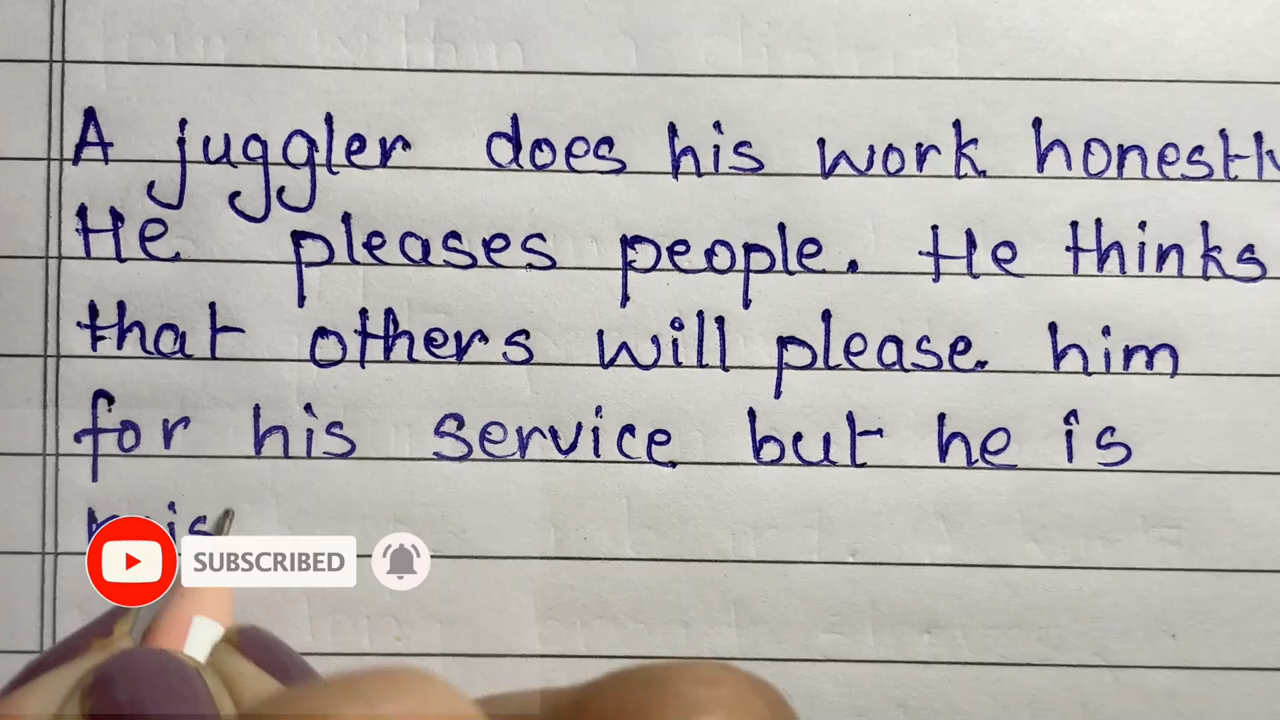 A juggler does his work honestly
He pleases people. He thinks
that others will please him
for his service but he is
mis
SUBSCRIBED